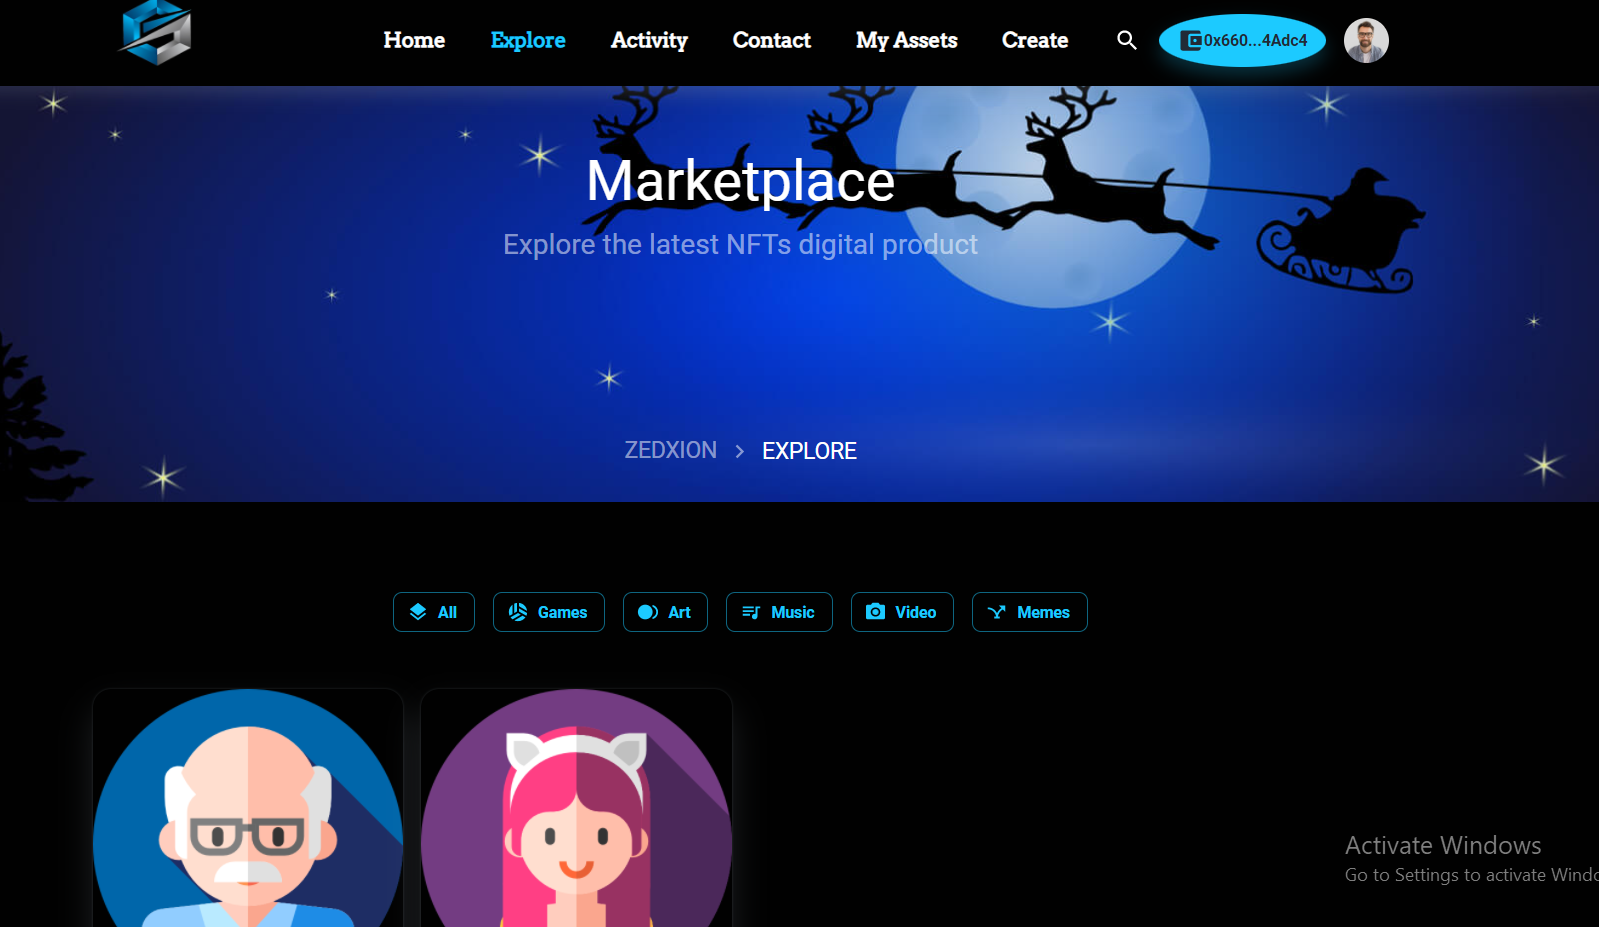 Home Explore Activity Contact My Assets Create 0x660...4Adc4
Marketplace
Explore the latest NFTs digital product
ZEDXION > EXPLORE
All Games Art Music Video Memes
Activate Windows
Go to Settings to activate Windo